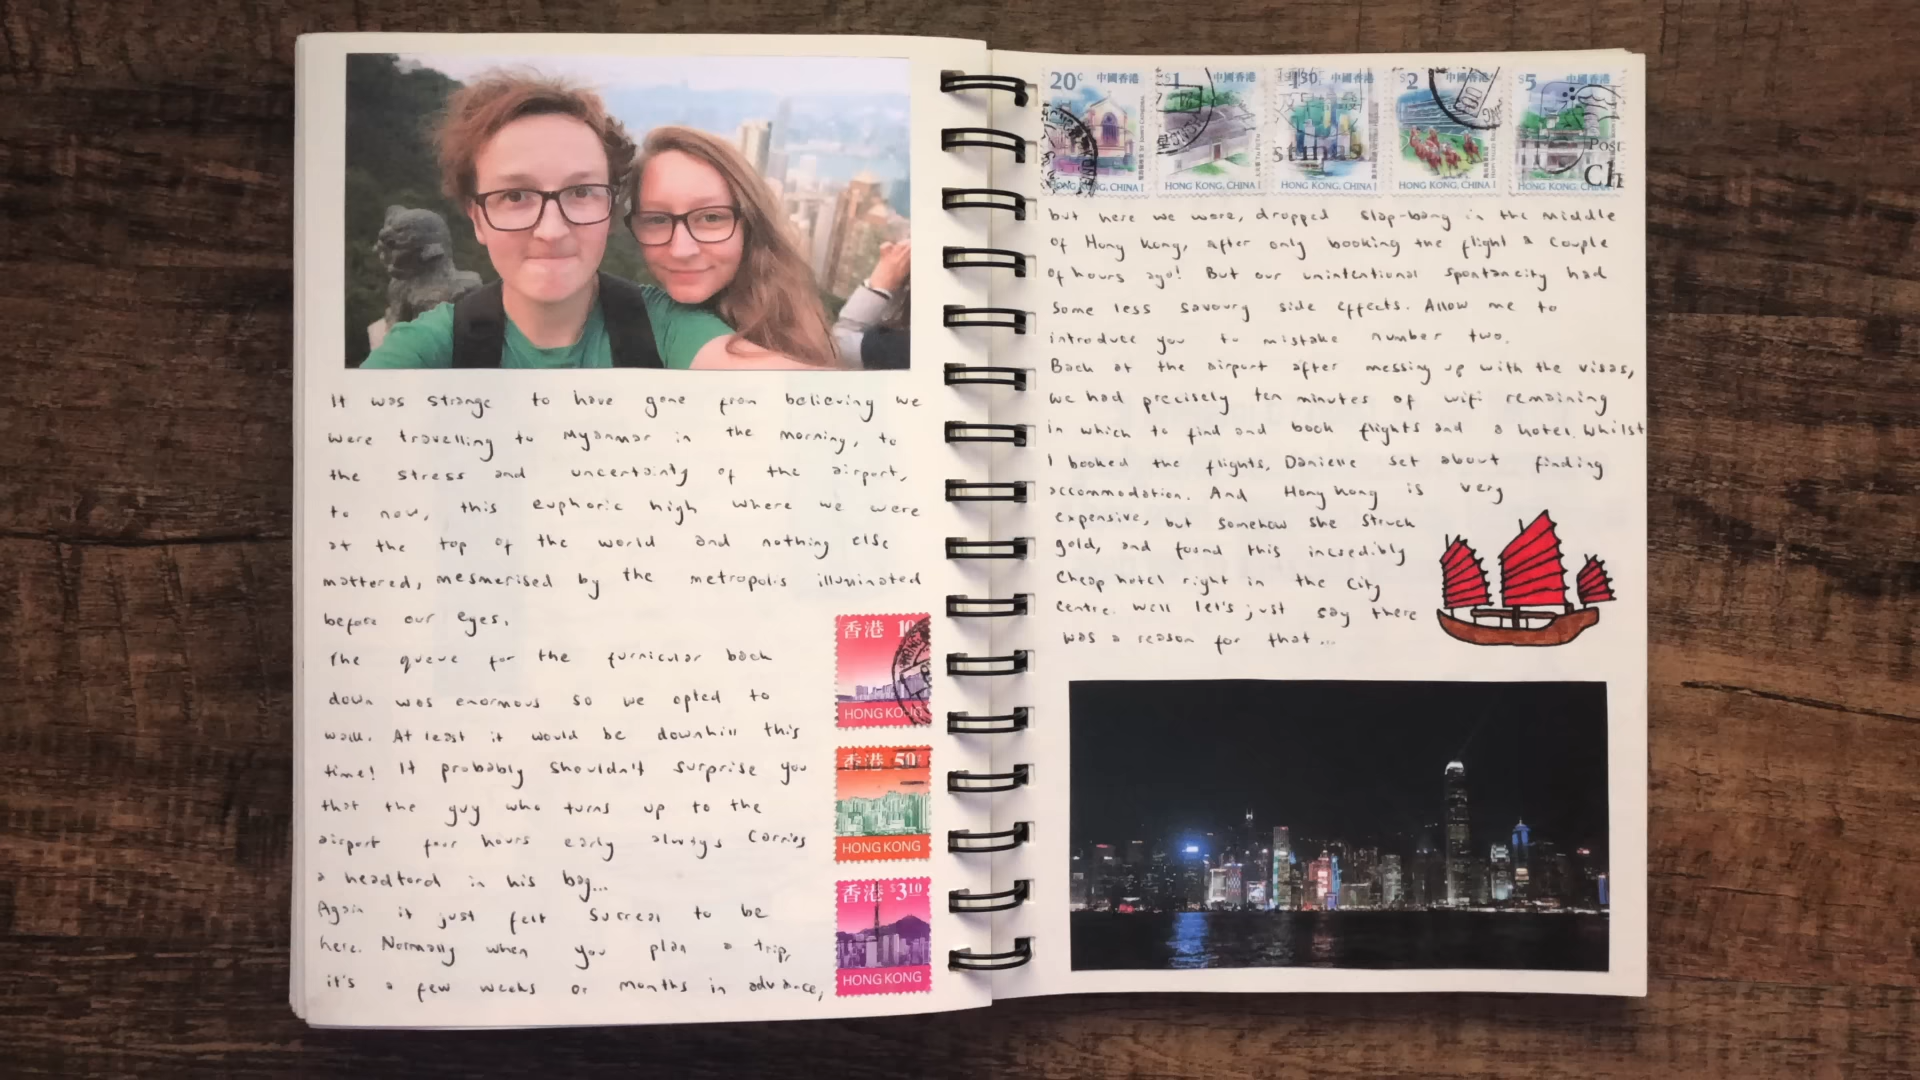 It was strange to have gone from believing we
were travelling to Myanmar in the morning, to
the stress and uncertainty of the airport,
to now, this euphoric high where we were
at the top of the world and nothing else
mattered, mesmerised by the metropolis illuminated
before our eyes.
The queue for the furnicular back
down was enormous so we opted to
walk. At least it would be downhill this
time! It probably shouldn't surprise you
that the guy who turns up to the
airport four hours early always carries
a headtorch in his bag...
Again it just felt surreal to be
here. Normally when you plan a trip,
it's a few weeks or months in advance,
香港 10
HONG KONG
香港 50
HONG KONG
香港 $3.10
HONG KONG
20c 中國香港 $1 中國香港 $1.30 中國香港 $2 中國香港 $5 中國香港
HONG KONG, CHINA HONG KONG, CHINA HONG KONG, CHINA HONG KONG, CHINA HONG KONG, CHINA
but here we were, dropped slap-bang in the middle
of Hong Kong, after only booking the flight a couple
of hours ago! But our unintentional spontaneity had
some less savoury side effects. Allow me to
introduce you to mistake number two.
Back at the airport after messing up with the visas,
we had precisely ten minutes of wifi remaining
in which to find and book flights and a hotel. Whilst
I booked the flights, Danielle set about finding
accommodation. And Hong Kong is very
expensive, but somehow she struck
gold, and found this incredibly
cheap hotel right in the city
centre. Well let's just say there
was a reason for that...